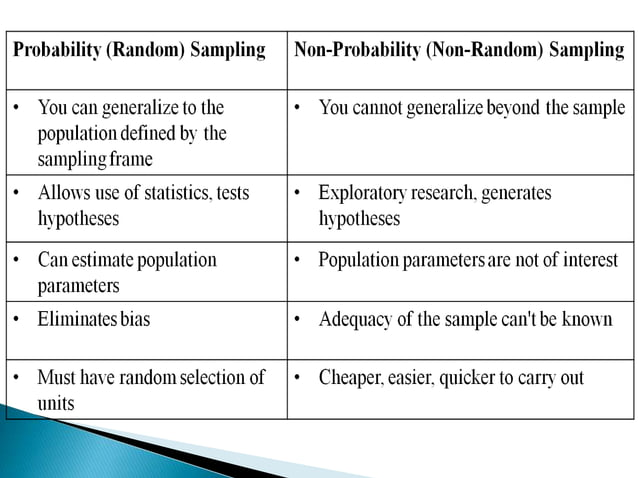 Probability (Random) Sampling
Non-Probability (Non-Random) Sampling
• You can generalize to the
population defined by the
sampling frame
• You cannot generalize beyond the sample
• Allows use of statistics, tests
hypotheses
• Exploratory research, generates
hypotheses
• Can estimate population
parameters
• Population parameters are not of interest
• Eliminates bias
• Adequacy of the sample can't be known
• Must have random selection of
units
• Cheaper, easier, quicker to carry out